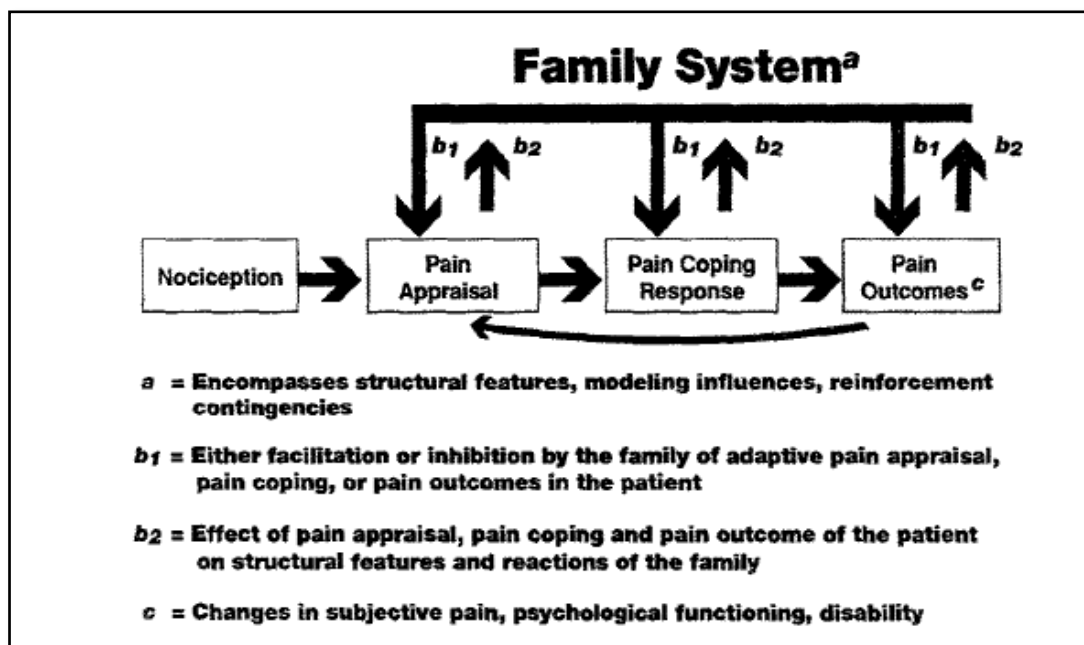 Family Systemᵃ
b₁ b₂ b₁ b₂ b₁ b₂
Nociception
Pain
Appraisal
Pain Coping
Response
Pain
Outcomesᶜ
a = Encompasses structural features, modeling influences, reinforcement
contingencies
b₁ = Either facilitation or inhibition by the family of adaptive pain appraisal,
pain coping, or pain outcomes in the patient
b₂ = Effect of pain appraisal, pain coping and pain outcome of the patient
on structural features and reactions of the family
c = Changes in subjective pain, psychological functioning, disability